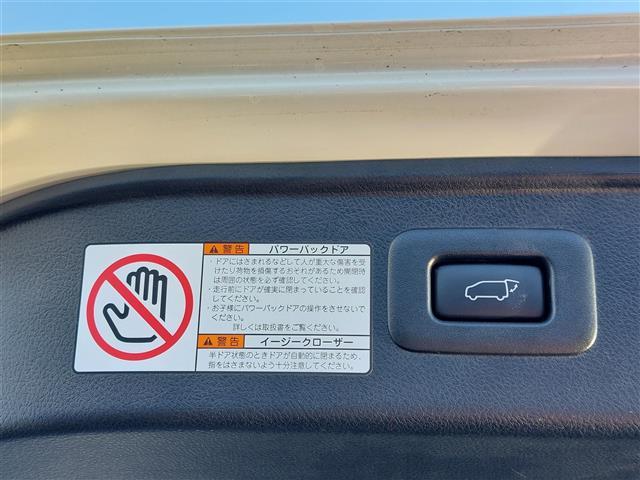 警告 パワーバックドア
・ドアにはさまれるなどして人が重大な傷害を受
けたり荷物を損傷するおそれがあるため開閉時
は周囲の状態を必ず確認してください。
・走行前にドアが確実に閉まっていることを確認
してください。
・お子様にパワーバックドアの操作をさせないで
ください。
詳しくは取扱書をご覧ください。
警告 イージークローザー
半ドア状態のときドアが自動的に閉まるため、
指をはさまないよう十分注意してください。